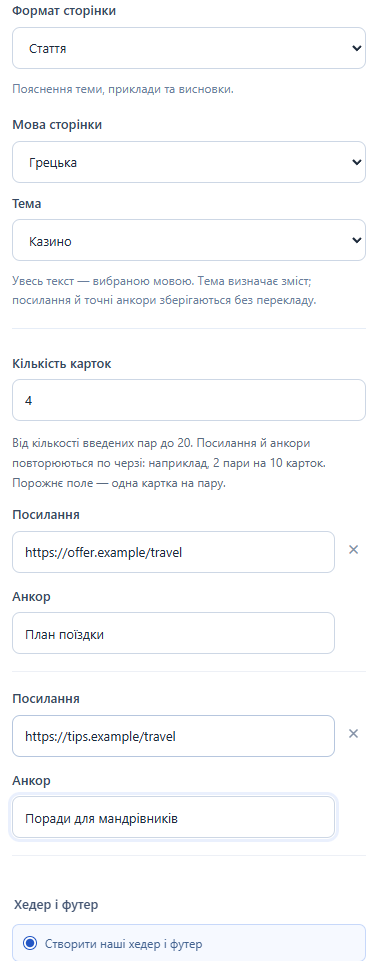 Формат сторінки
Стаття
Пояснення теми, приклади та висновки.
Мова сторінки
Грецька
Тема
Казино
Увесь текст — вибраною мовою. Тема визначає зміст;
посилання й точні анкори зберігаються без перекладу.
Кількість карток
4
Від кількості введених пар до 20. Посилання й анкори
повторюються по черзі: наприклад, 2 пари на 10 карток.
Порожнє поле — одна картка на пару.
Посилання
https://offer.example/travel
Анкор
План поїздки
Посилання
https://tips.example/travel
Анкор
Поради для мандрівників
Хедер і футер
Створити наші хедер і футер